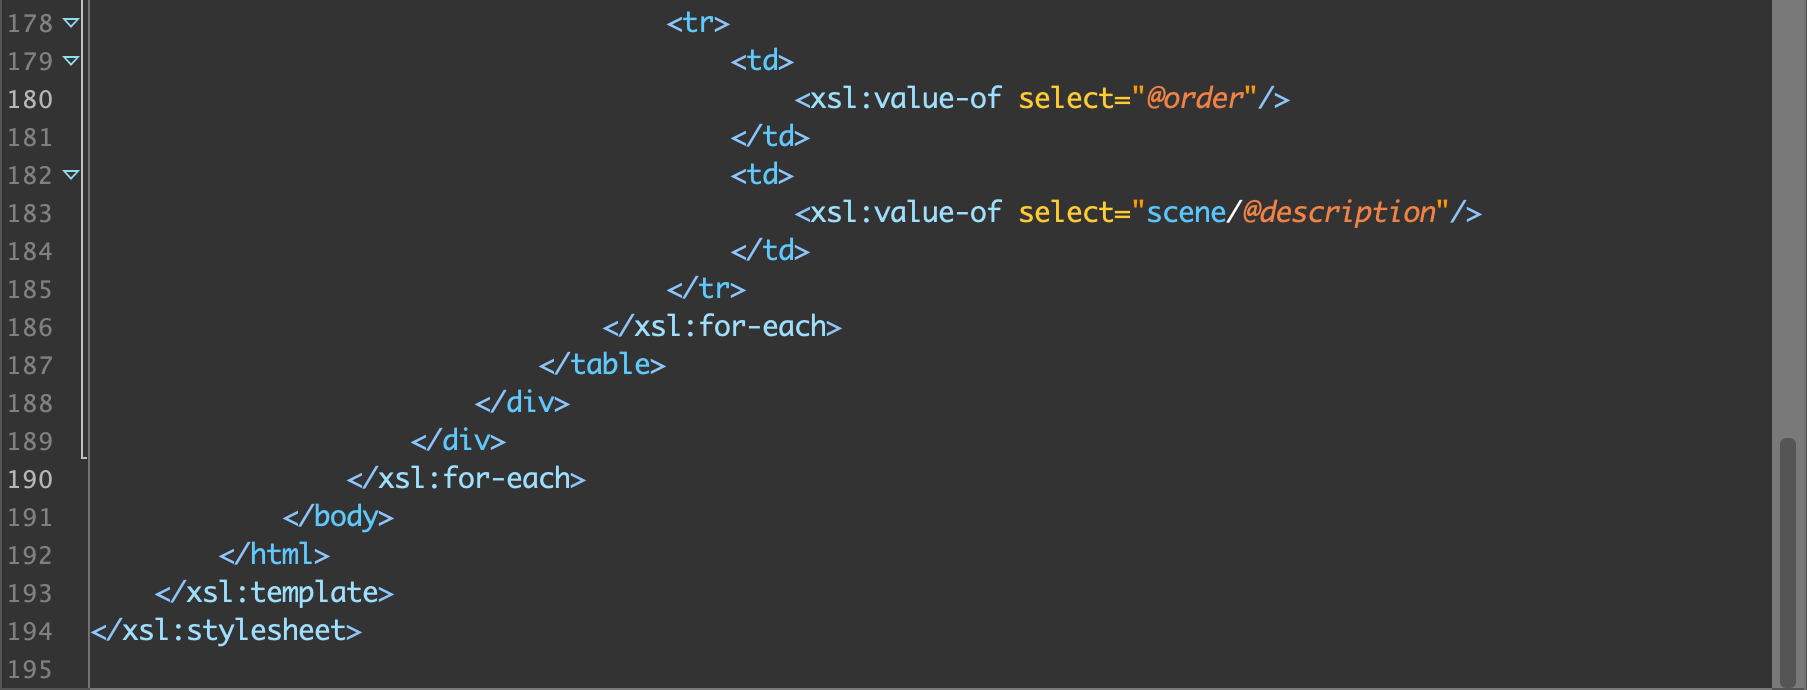 178 <tr>
179 <td>
180 <xsl:value-of select="@order"/>
181 </td>
182 <td>
183 <xsl:value-of select="scene/@description"/>
184 </td>
185 </tr>
186 </xsl:for-each>
187 </table>
188 </div>
189 </div>
190 </xsl:for-each>
191 </body>
192 </html>
193 </xsl:template>
194 </xsl:stylesheet>
195